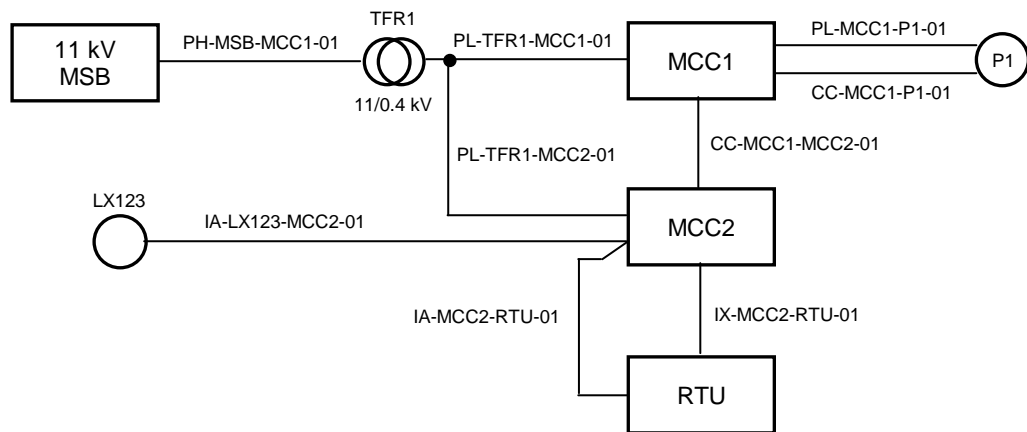 TFR1
11 kV
MSB
PH-MSB-MCC1-01
PL-TFR1-MCC1-01
MCC1
PL-MCC1-P1-01
P1
CC-MCC1-P1-01
11/0.4 kV
PL-TFR1-MCC2-01
CC-MCC1-MCC2-01
LX123
IA-LX123-MCC2-01
MCC2
IA-MCC2-RTU-01
IX-MCC2-RTU-01
RTU